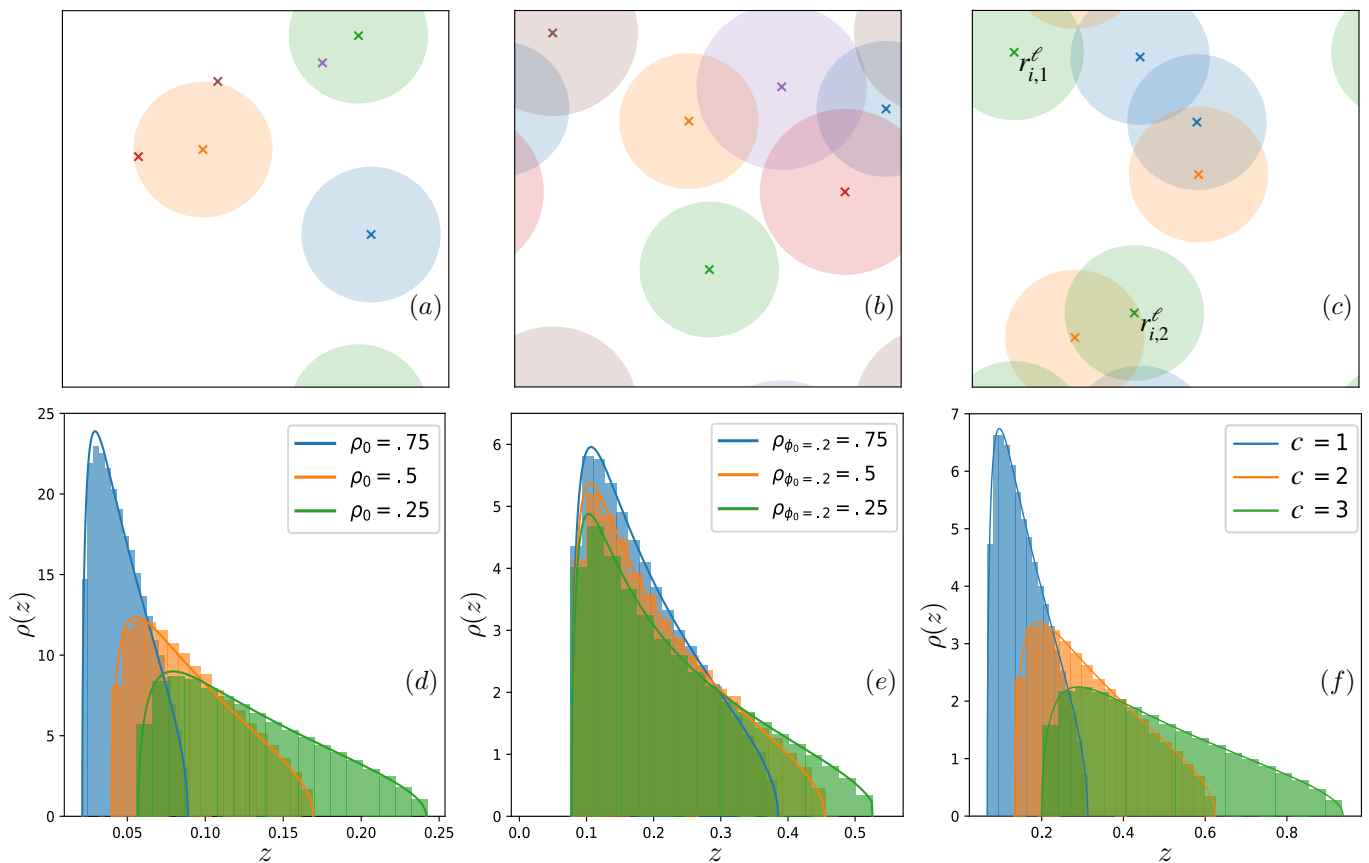 (a)
(b)
r^ℓ_{i,1}
r^ℓ_{i,2}
(c)
25
20
15
10
5
0
ρ(z)
ρ_0 = .75
ρ_0 = .5
ρ_0 = .25
(d)
0.05
0.10
0.15
0.20
0.25
z
6
5
4
3
2
1
0
ρ(z)
ρ_{ϕ_0=.2} = .75
ρ_{ϕ_0=.2} = .5
ρ_{ϕ_0=.2} = .25
(e)
0.0
0.1
0.2
0.3
0.4
0.5
z
7
6
5
4
3
2
1
0
ρ(z)
c = 1
c = 2
c = 3
(f)
0.2
0.4
0.6
0.8
z